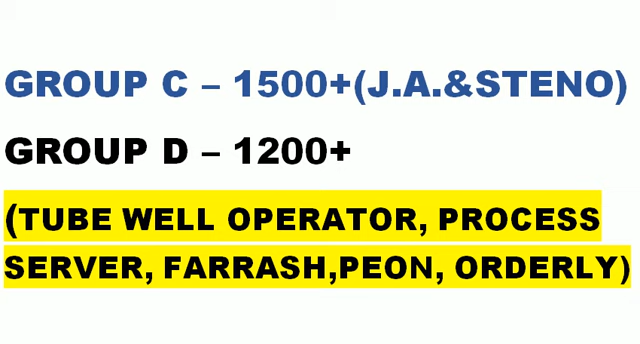 GROUP C – 1500+(J.A.&STENO)
GROUP D – 1200+
(TUBE WELL OPERATOR, PROCESS
SERVER, FARRASH,PEON, ORDERLY)